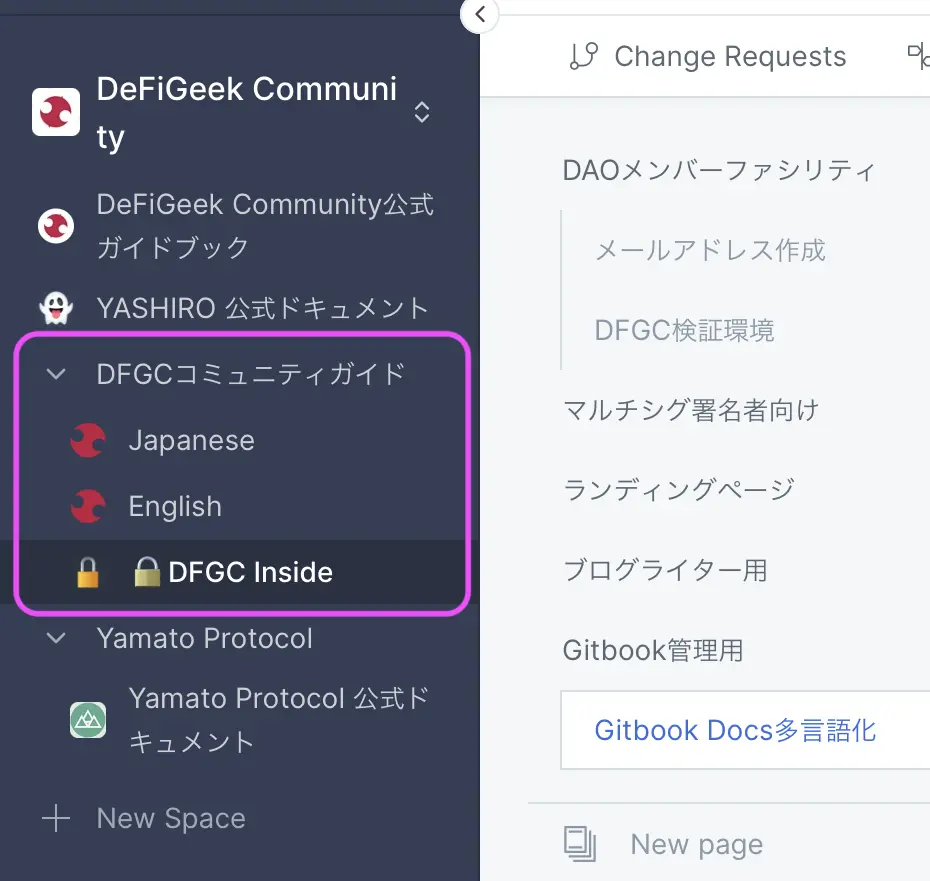 DeFiGeek Communi
ty
DeFiGeek Community公式
ガイドブック
YASHIRO 公式ドキュメント
DFGCコミュニティガイド
Japanese
English
DFGC Inside
Yamato Protocol
Yamato Protocol 公式ド
キュメント
New Space
Change Requests
DAOメンバーファシリティ
メールアドレス作成
DFGC検証環境
マルチシグ署名者向け
ランディングページ
ブログライター用
Gitbook管理用
Gitbook Docs多言語化
New page